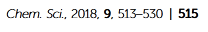 Chem. Sci., 2018, 9, 513–530 | 515